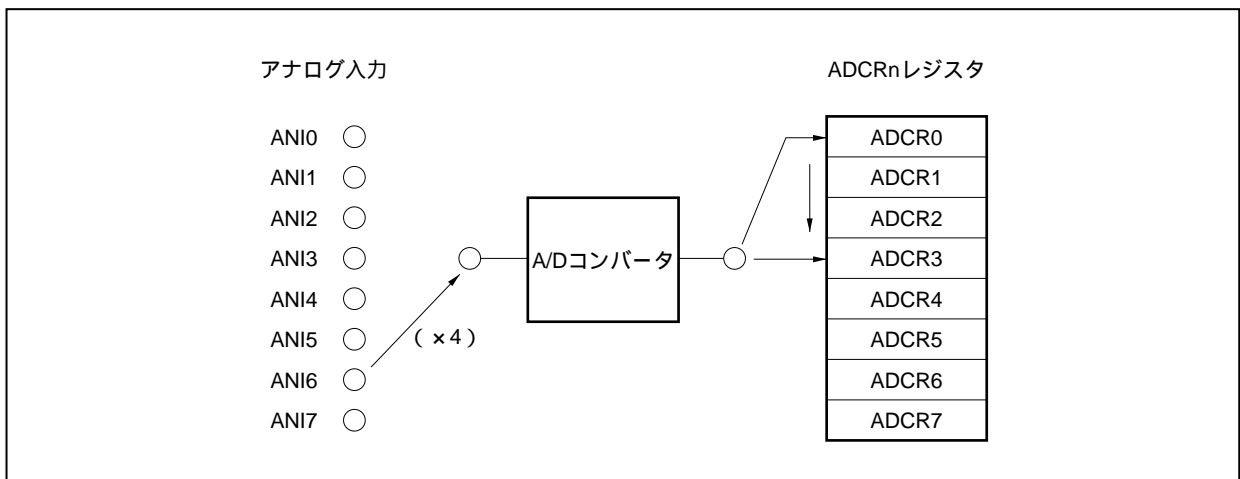 アナログ入力
ADCRnレジスタ
ANI0
ADCR0
ANI1
ADCR1
ANI2
ADCR2
ANI3
A/Dコンバータ
ADCR3
ANI4
ADCR4
ANI5
(×4)
ADCR5
ANI6
ADCR6
ANI7
ADCR7